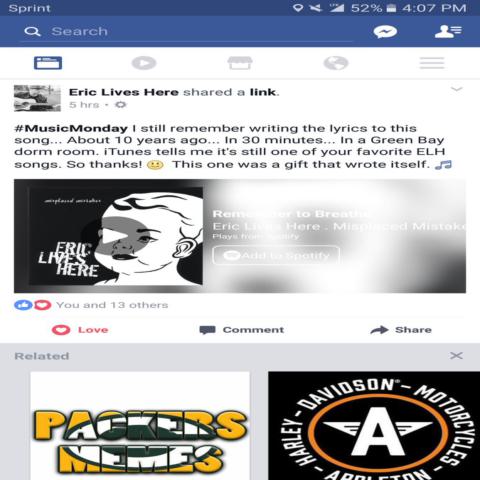 Sprint 52% 4:07 PM
Search
Eric Lives Here shared a link.
5 hrs
#MusicMonday I still remember writing the lyrics to this
song... About 10 years ago... In 30 minutes... In a Green Bay
dorm room. iTunes tells me it's still one of your favorite ELH
songs. So thanks! This one was a gift that wrote itself.
misplaced mistakes
ERIC
LIVES
HERE
Remember to Breathe
Eric Lives Here . Misplaced Mistake
Plays from Spotify
Add to Spotify
You and 13 others
Love Comment Share
Related
PACKERS
MEMES
HARLEY-DAVIDSON® - MOTORCYCLES
A
APPLETON